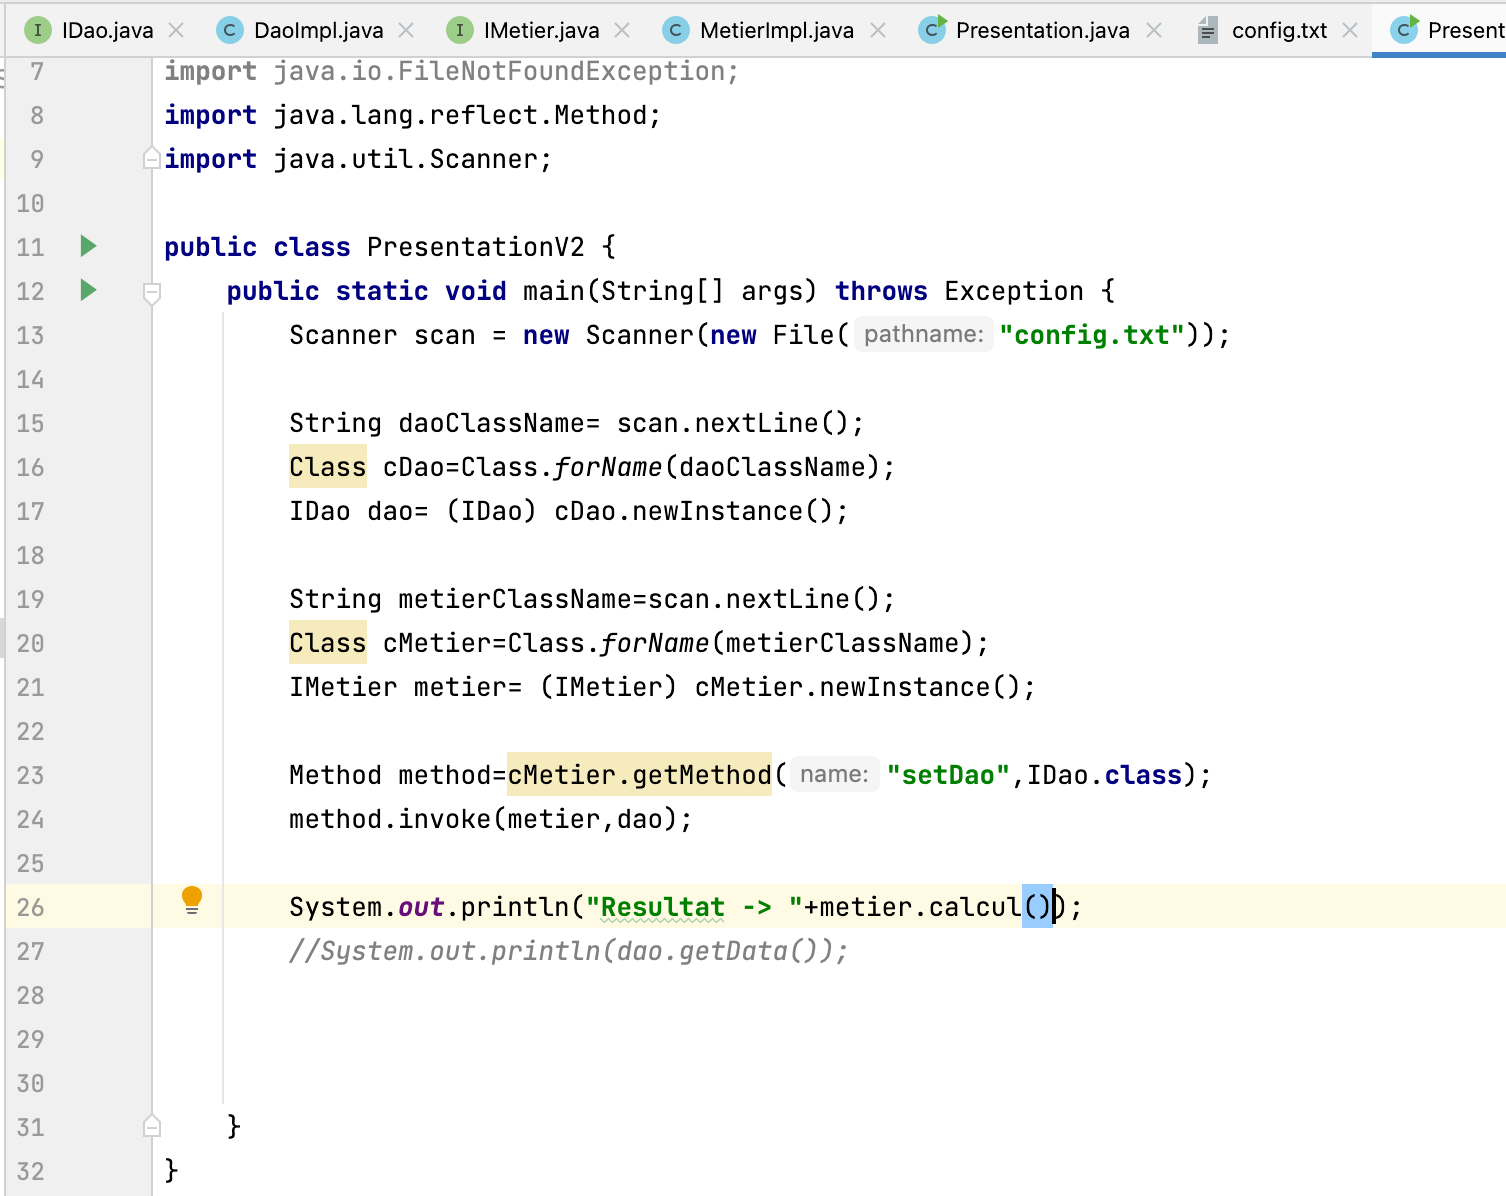 IDao.java DaoImpl.java IMetier.java MetierImpl.java Presentation.java config.txt Present
7 import java.io.FileNotFoundException;
8 import java.lang.reflect.Method;
9 import java.util.Scanner;
10
11 public class PresentationV2 {
12 public static void main(String[] args) throws Exception {
13 Scanner scan = new Scanner(new File( pathname: "config.txt"));
14
15 String daoClassName= scan.nextLine();
16 Class cDao=Class.forName(daoClassName);
17 IDao dao= (IDao) cDao.newInstance();
18
19 String metierClassName=scan.nextLine();
20 Class cMetier=Class.forName(metierClassName);
21 IMetier metier= (IMetier) cMetier.newInstance();
22
23 Method method=cMetier.getMethod( name: "setDao",IDao.class);
24 method.invoke(metier,dao);
25
26 System.out.println("Resultat -> "+metier.calcul());
27 //System.out.println(dao.getData());
28
29
30
31 }
32 }